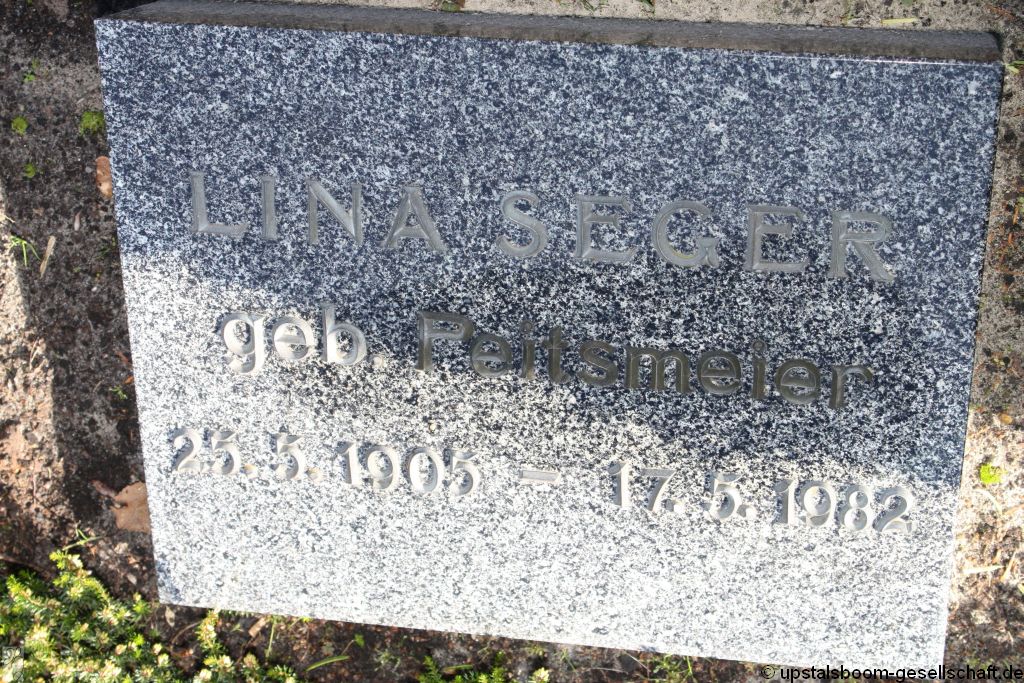 LINA SEGER
geb. Peitsmeier
25. 5. 1905 – 17. 5. 1982
© upstalsboom-gesellschaft.de